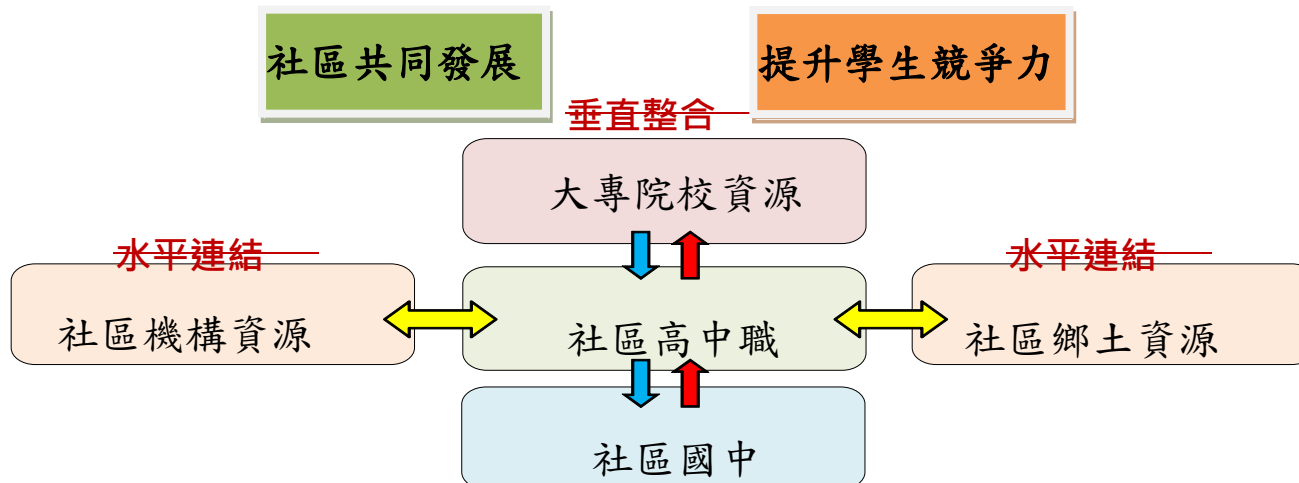 社區共同發展
提升學生競爭力
垂直整合
大專院校資源
水平連結
水平連結
社區機構資源
社區高中職
社區鄉土資源
社區國中